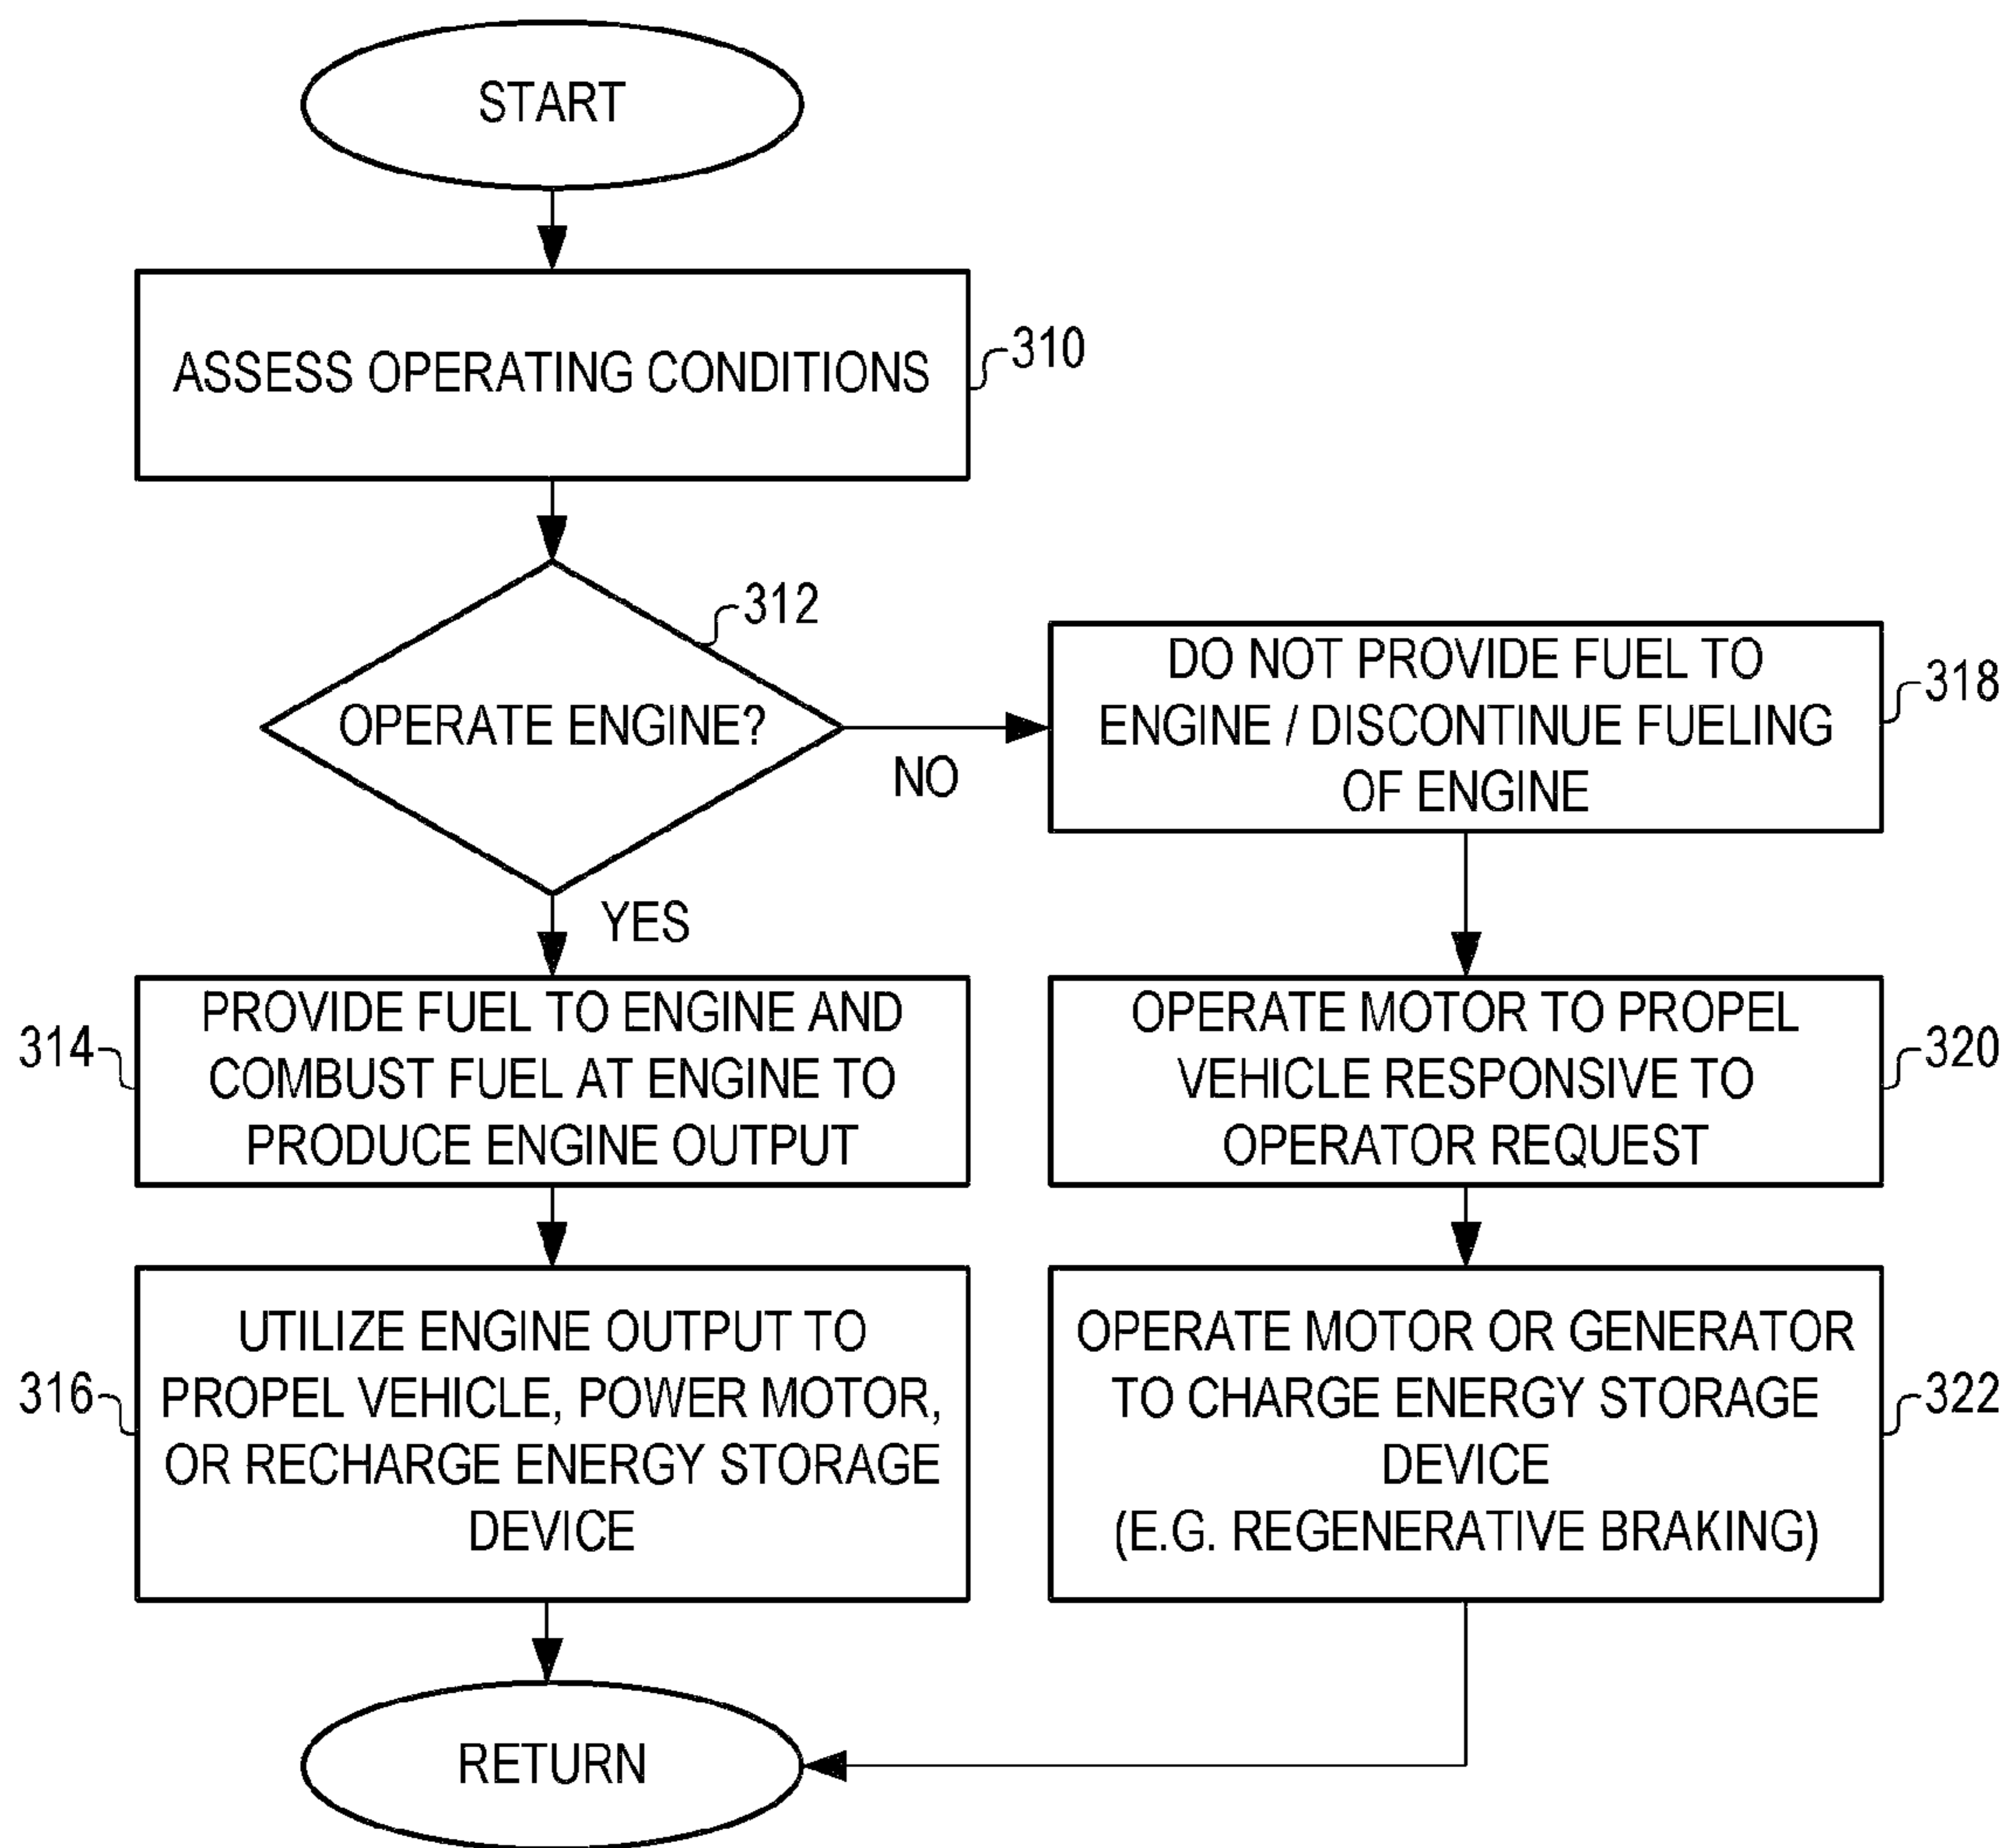 START
ASSESS OPERATING CONDITIONS
310
OPERATE ENGINE?
312
NO
YES
DO NOT PROVIDE FUEL TO
ENGINE / DISCONTINUE FUELING
OF ENGINE
318
314
PROVIDE FUEL TO ENGINE AND
COMBUST FUEL AT ENGINE TO
PRODUCE ENGINE OUTPUT
OPERATE MOTOR TO PROPEL
VEHICLE RESPONSIVE TO
OPERATOR REQUEST
320
316
UTILIZE ENGINE OUTPUT TO
PROPEL VEHICLE, POWER MOTOR,
OR RECHARGE ENERGY STORAGE
DEVICE
OPERATE MOTOR OR GENERATOR
TO CHARGE ENERGY STORAGE
DEVICE
(E.G. REGENERATIVE BRAKING)
322
RETURN